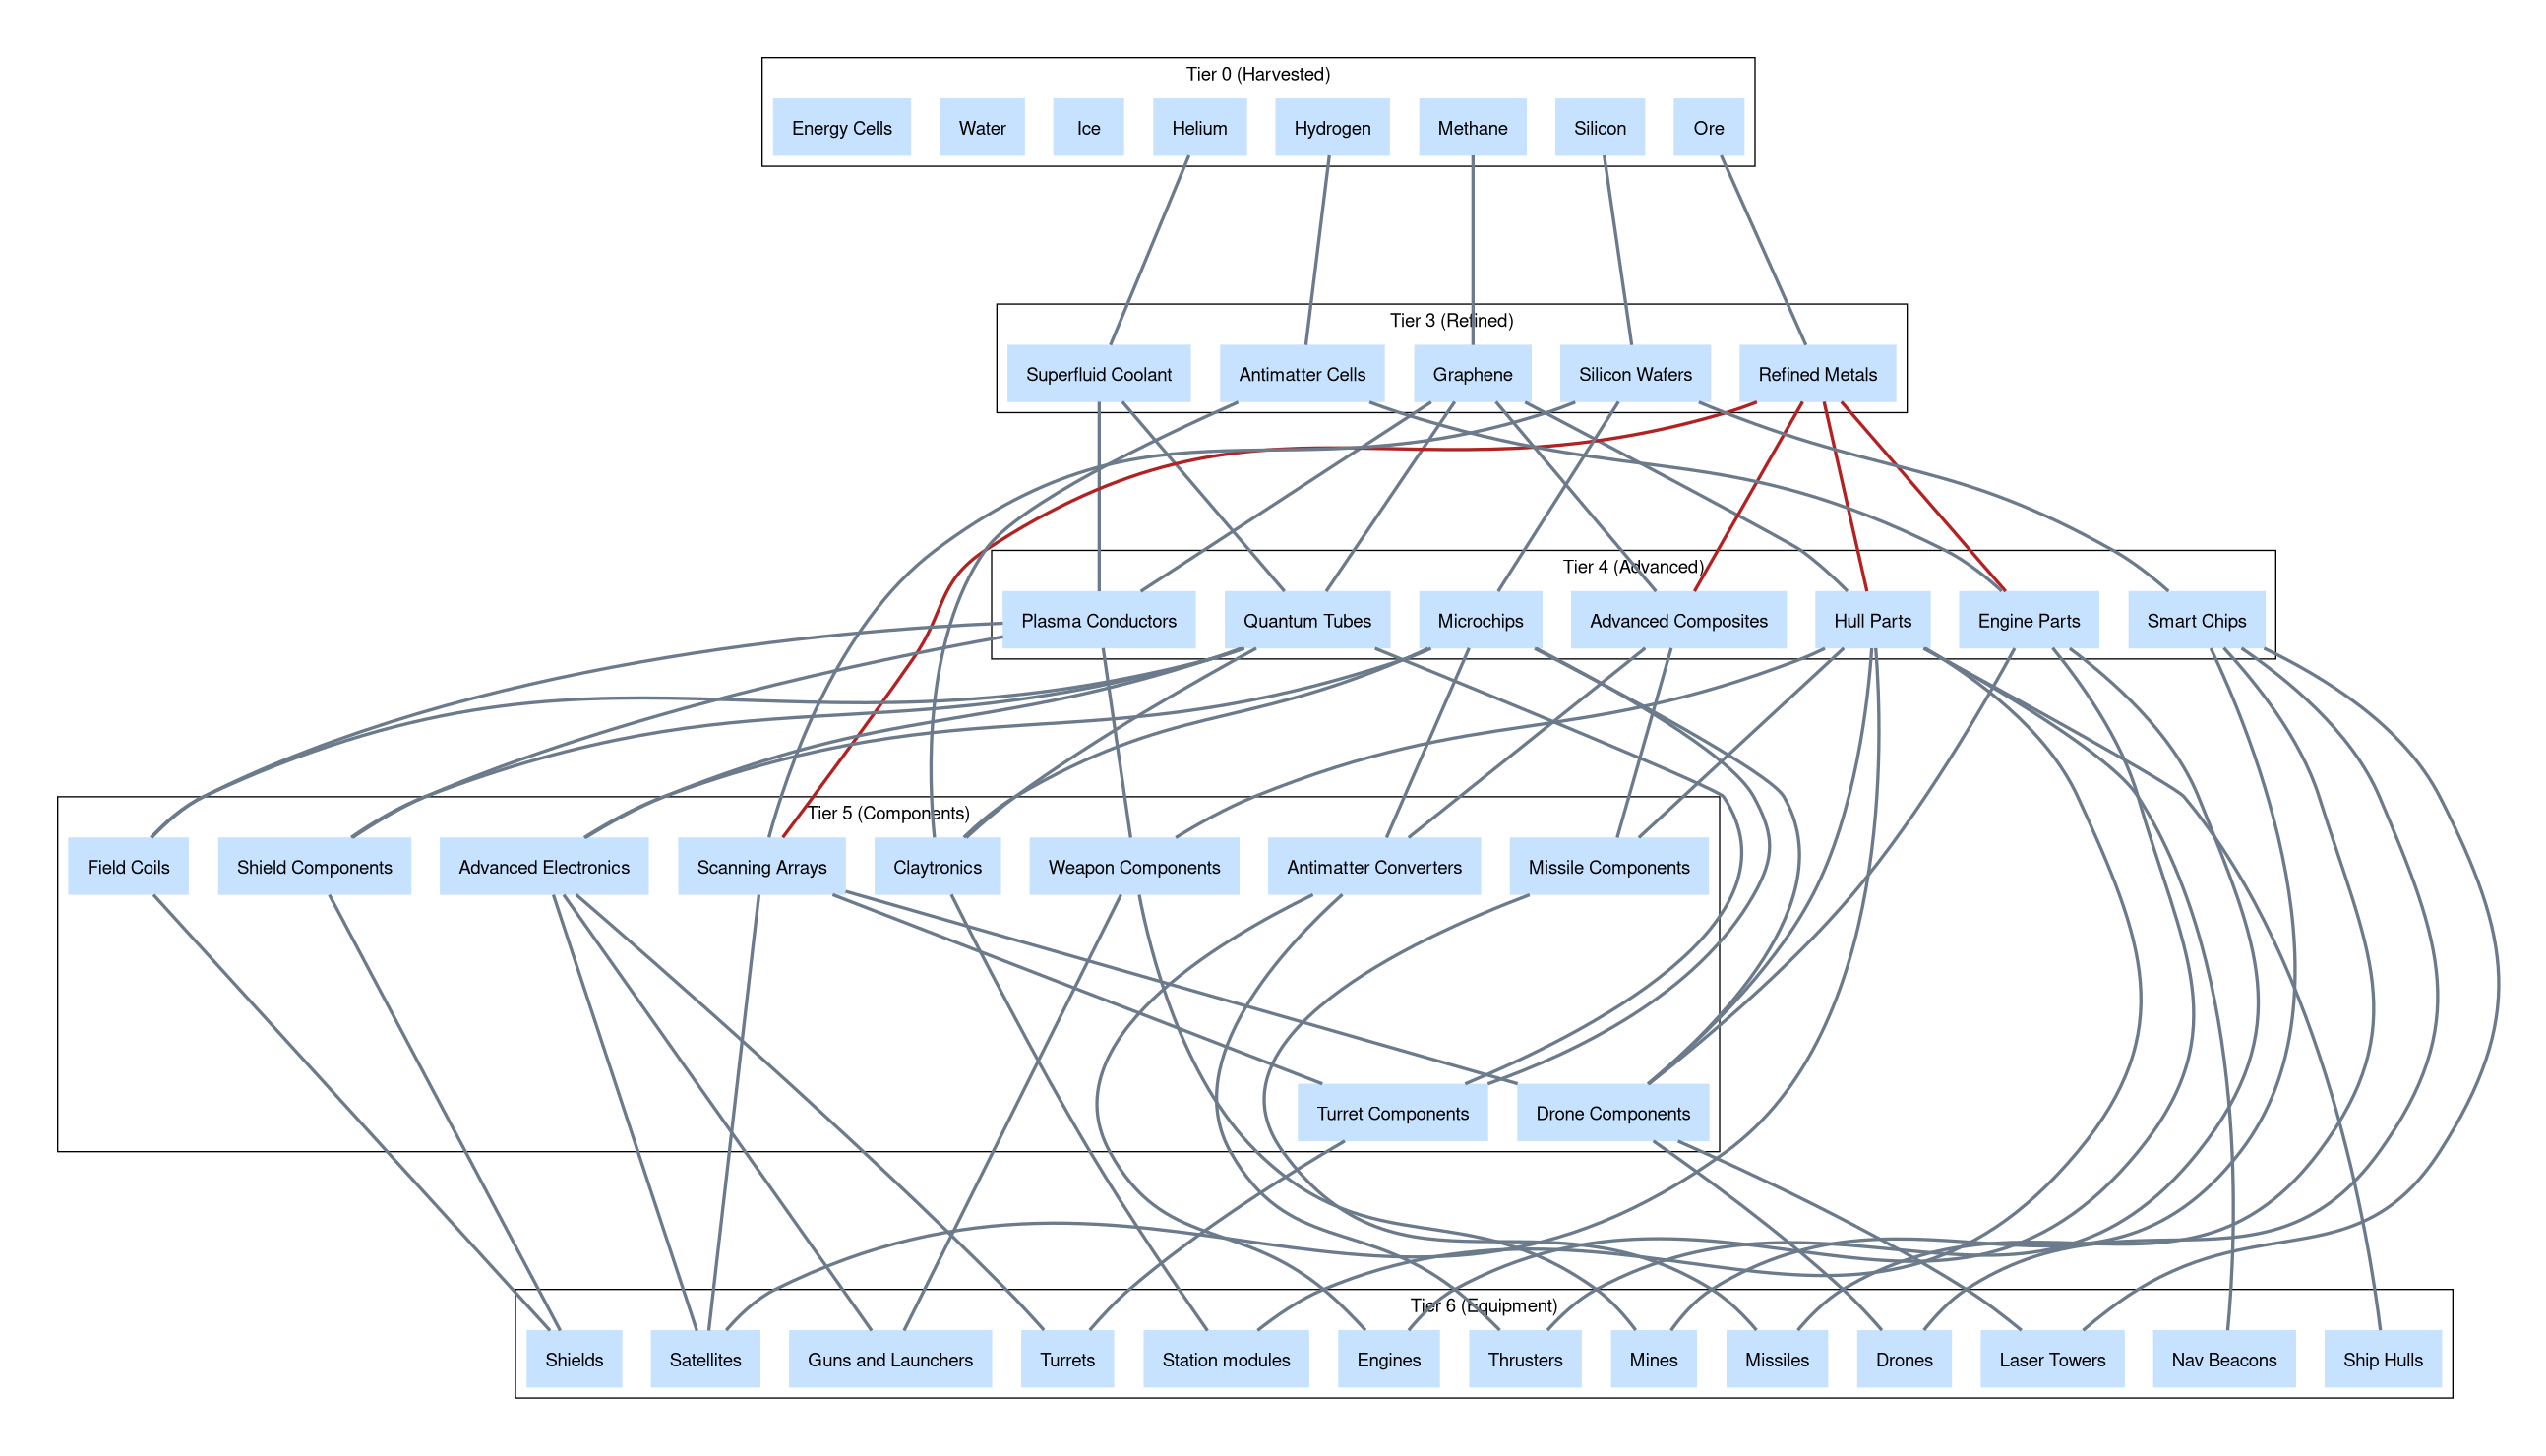 Tier 0 (Harvested)
Energy Cells
Water
Ice
Helium
Hydrogen
Methane
Silicon
Ore
Tier 3 (Refined)
Superfluid Coolant
Antimatter Cells
Graphene
Silicon Wafers
Refined Metals
Tier 4 (Advanced)
Plasma Conductors
Quantum Tubes
Microchips
Advanced Composites
Hull Parts
Engine Parts
Smart Chips
Tier 5 (Components)
Field Coils
Shield Components
Advanced Electronics
Scanning Arrays
Claytronics
Weapon Components
Antimatter Converters
Missile Components
Turret Components
Drone Components
Tier 6 (Equipment)
Shields
Satellites
Guns and Launchers
Turrets
Station modules
Engines
Thrusters
Mines
Missiles
Drones
Laser Towers
Nav Beacons
Ship Hulls